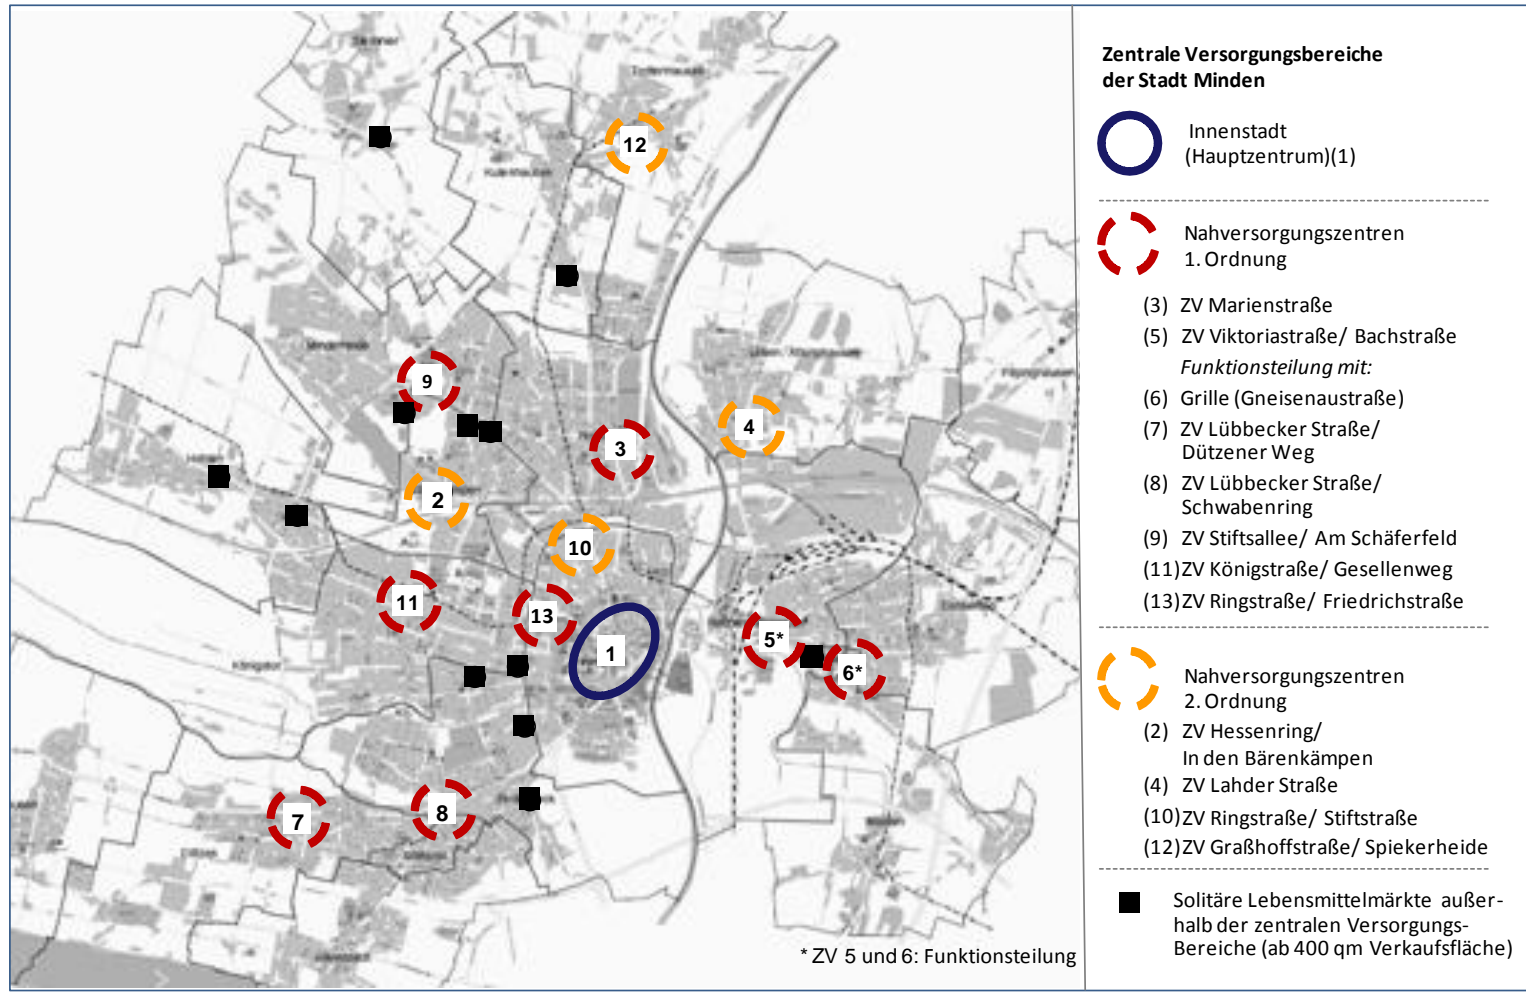 12
9
3
4
2
10
11
13
1
5*
6*
7
8
* ZV 5 und 6: Funktionsteilung
Zentrale Versorgungsbereiche
der Stadt Minden
Innenstadt
(Hauptzentrum)(1)
Nahversorgungszentren
1. Ordnung
(3) ZV Marienstraße
(5) ZV Viktoriastraße/ Bachstraße
Funktionsteilung mit:
(6) Grille (Gneisenaustraße)
(7) ZV Lübbecker Straße/
Dützener Weg
(8) ZV Lübbecker Straße/
Schwabenring
(9) ZV Stiftsallee/ Am Schäferfeld
(11) ZV Königstraße/ Gesellenweg
(13) ZV Ringstraße/ Friedrichstraße
Nahversorgungszentren
2. Ordnung
(2) ZV Hessenring/
In den Bärenkämpen
(4) ZV Lahder Straße
(10) ZV Ringstraße/ Stiftstraße
(12) ZV Graßhoffstraße/ Spiekerheide
Solitäre Lebensmittelmärkte außer-
halb der zentralen Versorgungs-
Bereiche (ab 400 qm Verkaufsfläche)